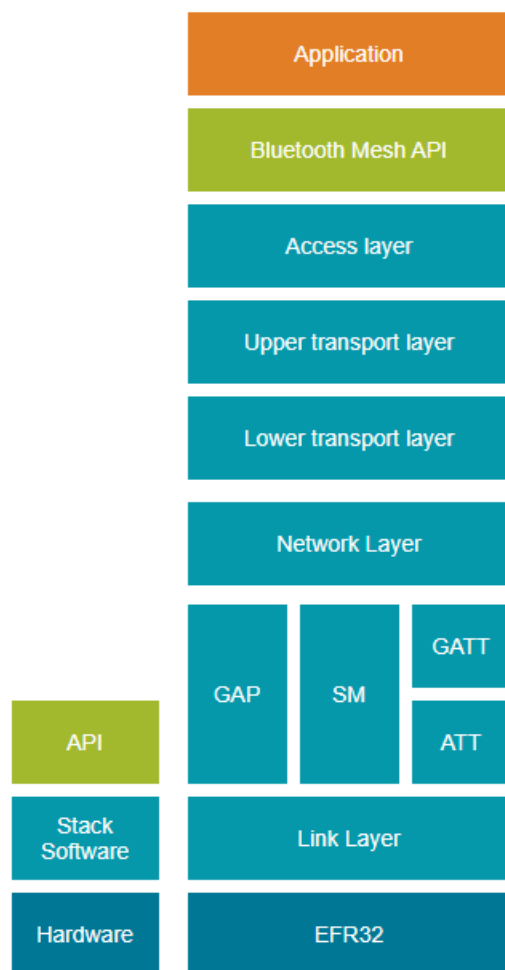 Application
Bluetooth Mesh API
Access layer
Upper transport layer
Lower transport layer
Network Layer
GAP
SM
GATT
ATT
API
Stack
Software
Link Layer
Hardware
EFR32